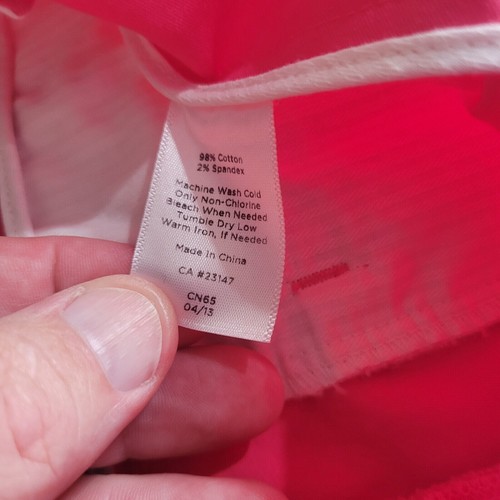 98% Cotton
2% Spandex
Machine Wash Cold
Only Non-Chlorine
Bleach When Needed
Tumble Dry Low
Warm Iron, If Needed
Made in China
CA #23147
CN65
04/13